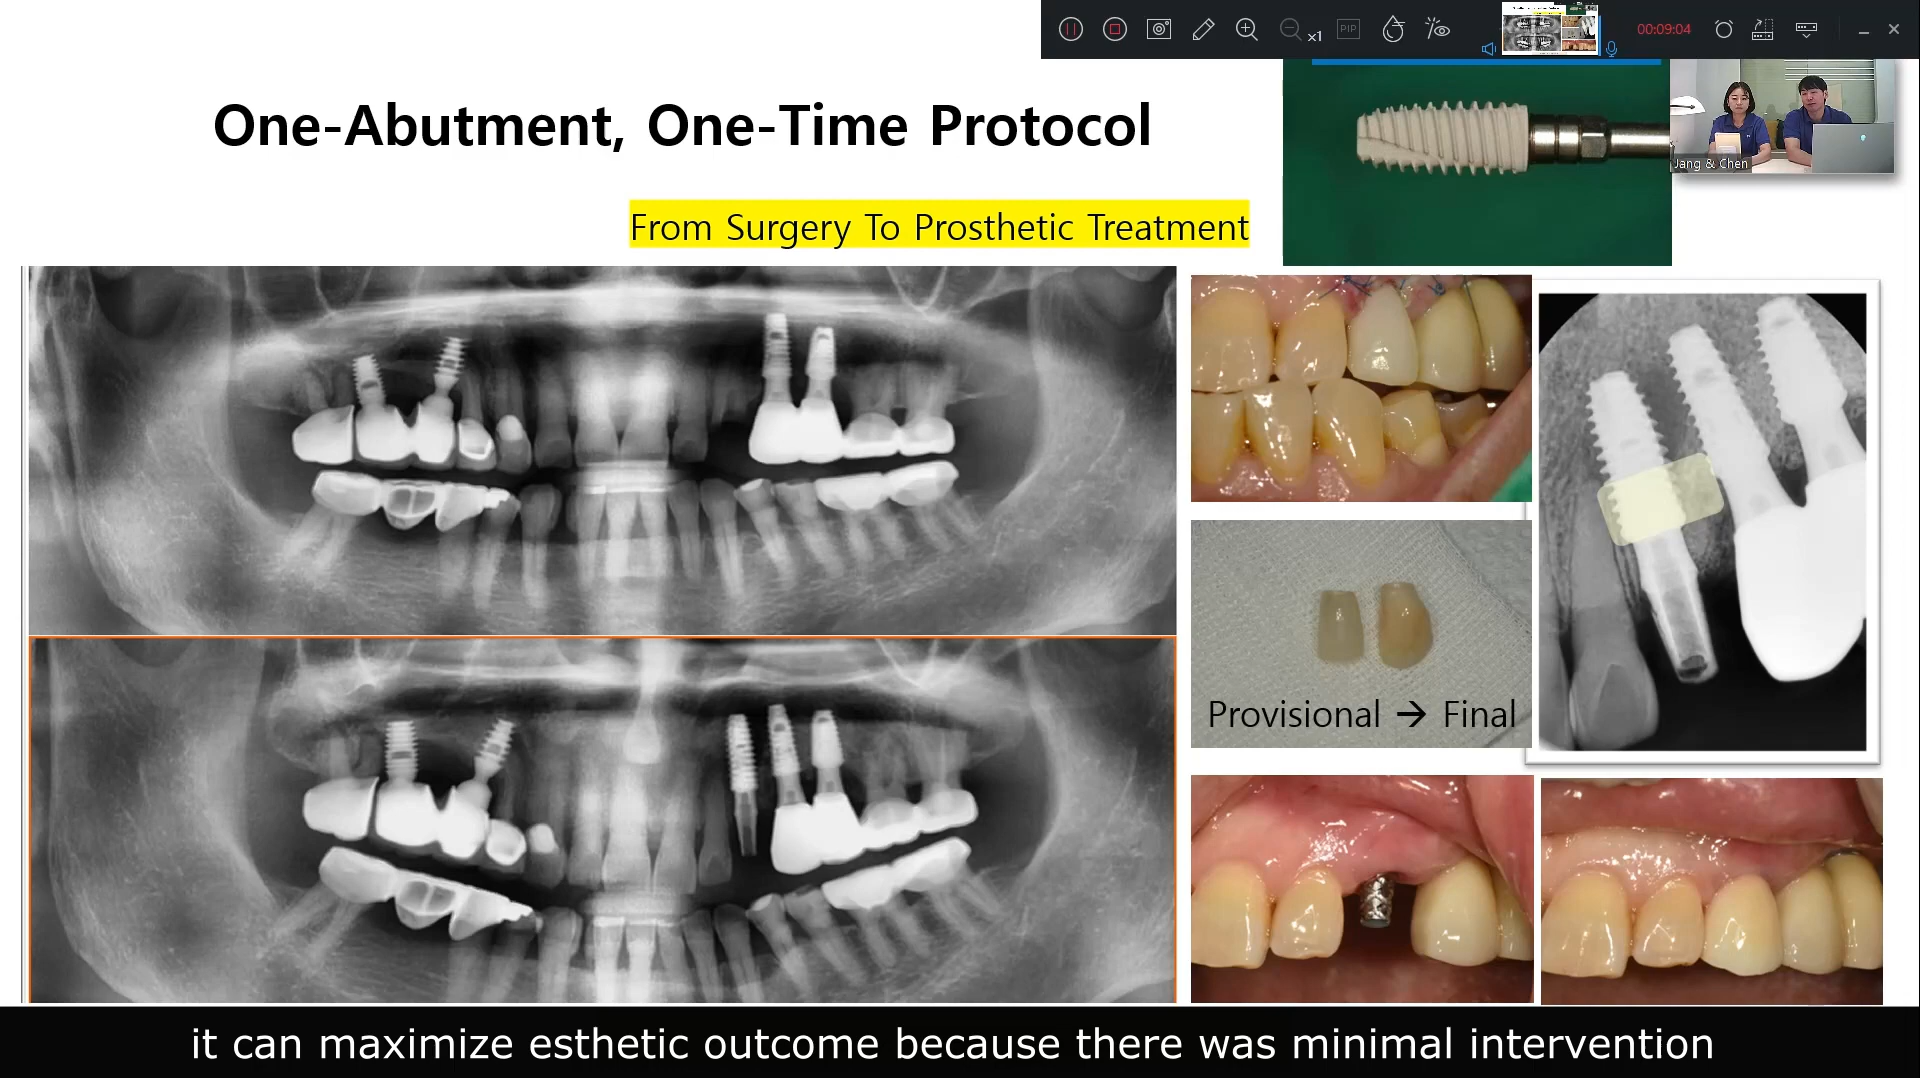 x1
PIP
00:09:04
One-Abutment, One-Time Protocol
Jang & Chen
From Surgery To Prosthetic Treatment
Provisional → Final
it can maximize esthetic outcome because there was minimal intervention